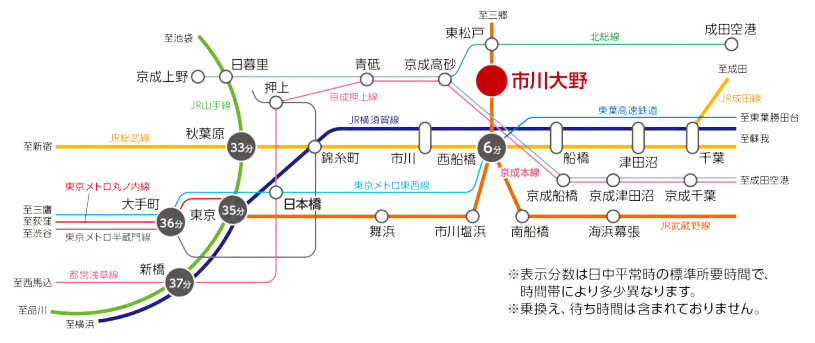 至三郷
東松戸
北総線
成田空港
至池袋
日暮里
青砥
京成高砂
京成上野
押上
京成押上線
市川大野
至成田
JR山手線
JR成田線
JR横須賀線
東葉高速鉄道
至東葉勝田台
秋葉原
JR総武線
至新宿
33分
錦糸町
市川
西船橋
6分
船橋
津田沼
千葉
至蘇我
京成本線
東京メトロ丸ノ内線
東京メトロ東西線
京成船橋
京成津田沼
京成千葉
至成田空港
大手町
至三鷹
至荻窪
至渋谷
36分
東京
35分
日本橋
東京メトロ半蔵門線
舞浜
市川塩浜
南船橋
海浜幕張
JR武蔵野線
新橋
都営浅草線
至西馬込
37分
至品川
至横浜
※表示分数は日中平常時の標準所要時間で、
時間帯により多少異なります。
※乗換え、待ち時間は含まれておりません。